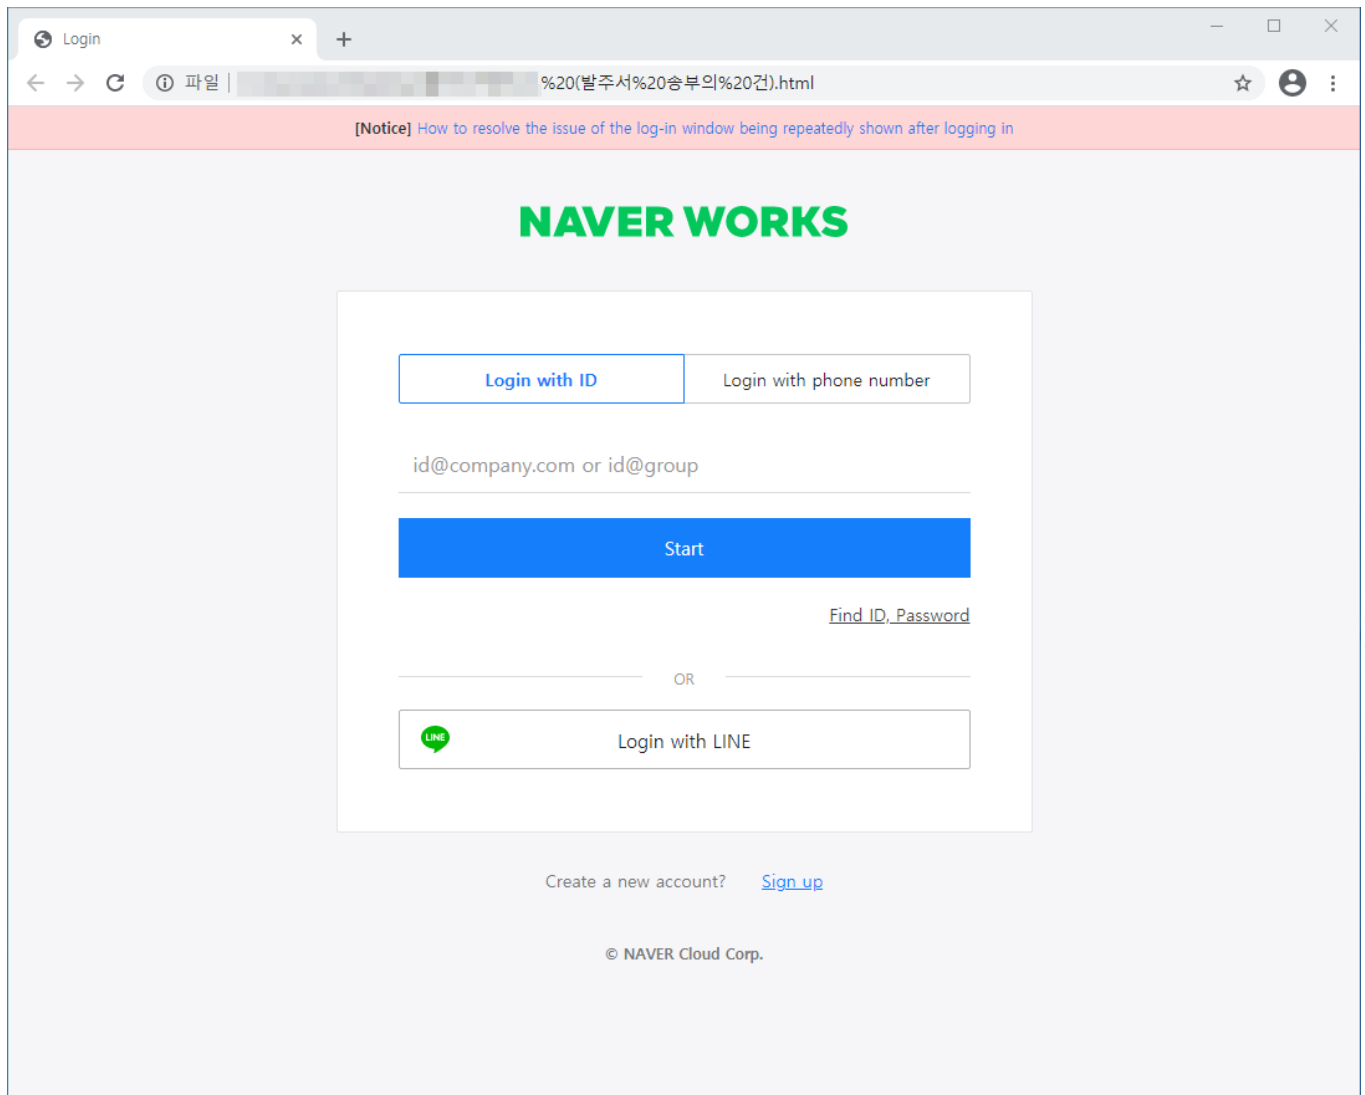 Login
파일 | %20(발주서%20송부의%20건).html
[Notice] How to resolve the issue of the log-in window being repeatedly shown after logging in
NAVER WORKS
Login with ID
Login with phone number
id@company.com or id@group
Start
Find ID, Password
OR
LINE
Login with LINE
Create a new account? Sign up
© NAVER Cloud Corp.